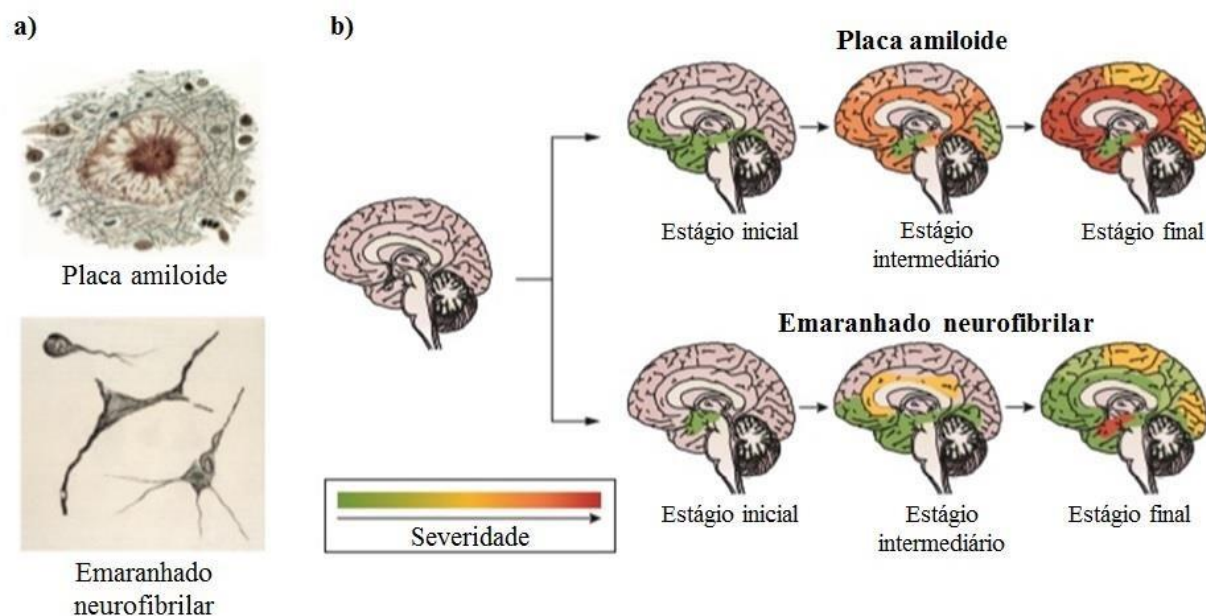 a)
Placa amiloide
Emaranhado
neurofibrilar
b)
Placa amiloide
Estágio inicial
Estágio
intermediário
Estágio final
Emaranhado neurofibrilar
Estágio inicial
Estágio
intermediário
Estágio final
Severidade